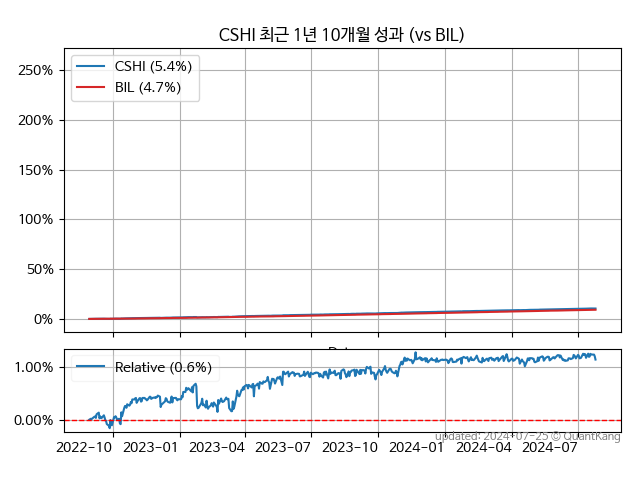 CSHI 최근 1년 10개월 성과 (vs BIL)
CSHI (5.4%)
BIL (4.7%)
250%
200%
150%
100%
50%
0%
Relative (0.6%)
1.00%
0.00%
2022-10 2023-01 2023-04 2023-07 2023-10 2024-01 2024-04 2024-07
updated: 2024-07-25 © QuantKang